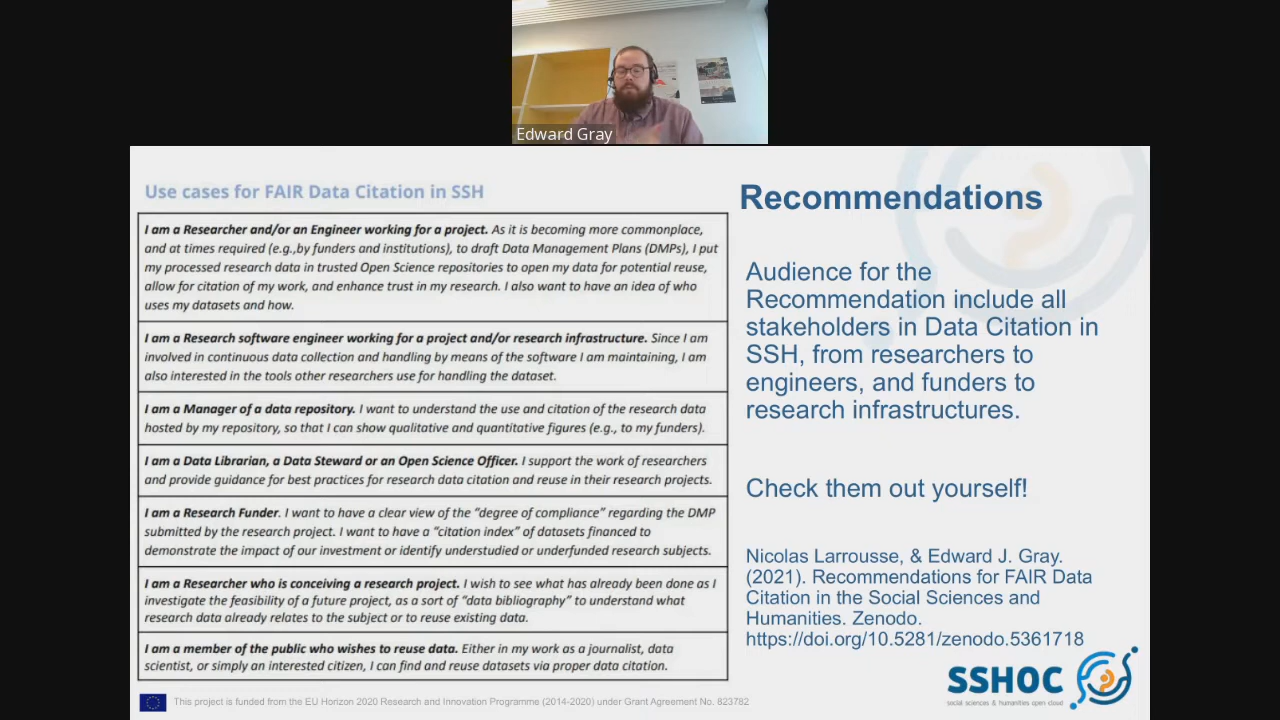 Edward Gray
Use cases for FAIR Data Citation in SSH
I am a Researcher and/or an Engineer working for a project. As it is becoming more commonplace,
and at times required (e.g.,by funders and institutions), to draft Data Management Plans (DMPs), I put
my processed research data in trusted Open Science repositories to open my data for potential reuse,
allow for citation of my work, and enhance trust in my research. I also want to have an idea of who
uses my datasets and how.
I am a Research software engineer working for a project and/or research infrastructure. Since I am
involved in continuous data collection and handling by means of the software I am maintaining, I am
also interested in the tools other researchers use for handling the dataset.
I am a Manager of a data repository. I want to understand the use and citation of the research data
hosted by my repository, so that I can show qualitative and quantitative figures (e.g., to my funders).
I am a Data Librarian, a Data Steward or an Open Science Officer. I support the work of researchers
and provide guidance for best practices for research data citation and reuse in their research projects.
I am a Research Funder. I want to have a clear view of the "degree of compliance" regarding the DMP
submitted by the research project. I want to have a "citation index" of datasets financed to
demonstrate the impact of our investment or identify understudied or underfunded research subjects.
I am a Researcher who is conceiving a research project. I wish to see what has already been done as I
investigate the feasibility of a future project, as a sort of "data bibliography" to understand what
research data already relates to the subject or to reuse existing data.
I am a member of the public who wishes to reuse data. Either in my work as a journalist, data
scientist, or simply an interested citizen, I can find and reuse datasets via proper data citation.
Recommendations
Audience for the
Recommendation include all
stakeholders in Data Citation in
SSH, from researchers to
engineers, and funders to
research infrastructures.
Check them out yourself!
Nicolas Larrousse, & Edward J. Gray.
(2021). Recommendations for FAIR Data
Citation in the Social Sciences and
Humanities. Zenodo.
https://doi.org/10.5281/zenodo.5361718
SSHOC
social sciences & humanities open cloud
This project is funded from the EU Horizon 2020 Research and Innovation Programme (2014-2020) under Grant Agreement No. 823782